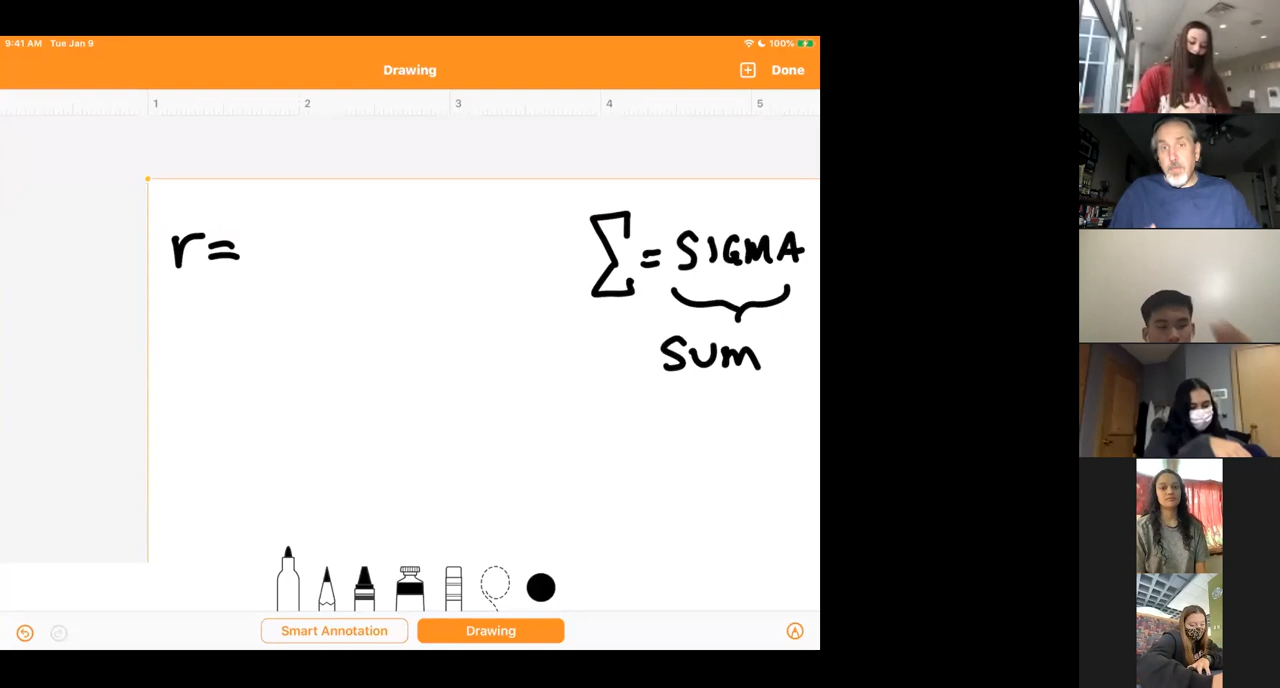 9:41 AM Tue Jan 9
100%
Drawing
Done
1 2 3 4 5
r=
∑ = SIGMA
SUM
Smart Annotation
Drawing